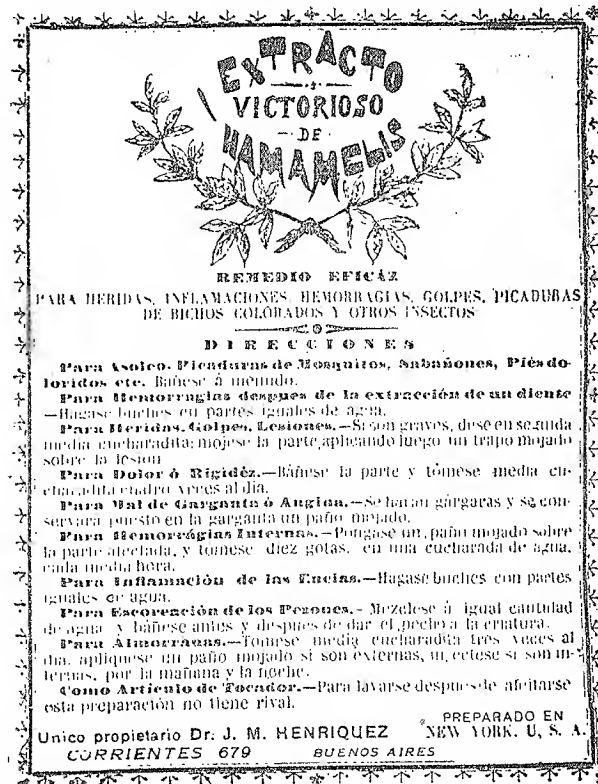 EXTRACTO
VICTORIOSO
DE
HAMAMELIS
REMEDIO EFICÁZ
PARA HERIDAS, INFLAMACIONES, HEMORRAGIAS, GOLPES, PICADURAS
DE BICHOS COLORADOS Y OTROS INSECTOS
DIRECCIONES
Para Asoleo, Picaduras de Mosquitos, Sabañones, Piés do-
loridos etc. Báñese á menudo.
Para Hemorragias despues de la extracción de un diente
—Hagase buches en partes iguales de agua.
Para Heridas, Golpes, Lesiones.—Si son graves, dese en seguida
media cucharadita; mojese la parte, aplicando luego un trapo mojado
sobre la lesion
Para Dolor ó Rigidéz.—Báñese la parte y tómese media cu-
charadita cuatro veces al dia.
Para Mal de Garganta ó Angina.—Se haran gárgaras y se con-
servara puesto en la garganta un paño mojado.
Para Hemorrágias Internas.—Pongase un paño mojado sobre
la parte afectada, y tómese diez gotas, en una cucharada de agua,
cada media hora.
Para Inflamación de las Encias.—Hagase buches con partes
iguales de agua.
Para Escoreación de los Pezones.- Mezclese á igual cantidad
de agua y báñese antes y despues de dar el pecho a la criatura.
Para Almorránas.—Tomese media cucharadita tres veces al
dia, apliquese un paño mojado si son externas, si son in-
ternas, por la mañana y la noche.
Como Articulo de Tocador.—Para lavarse despues de afeitarse
esta preparación no tiene rival.
Unico propietario Dr: J. M. HENRIQUEZ
CORRIENTES 679 BUENOS AIRES
PREPARADO EN
NEW YORK, U, S. A.